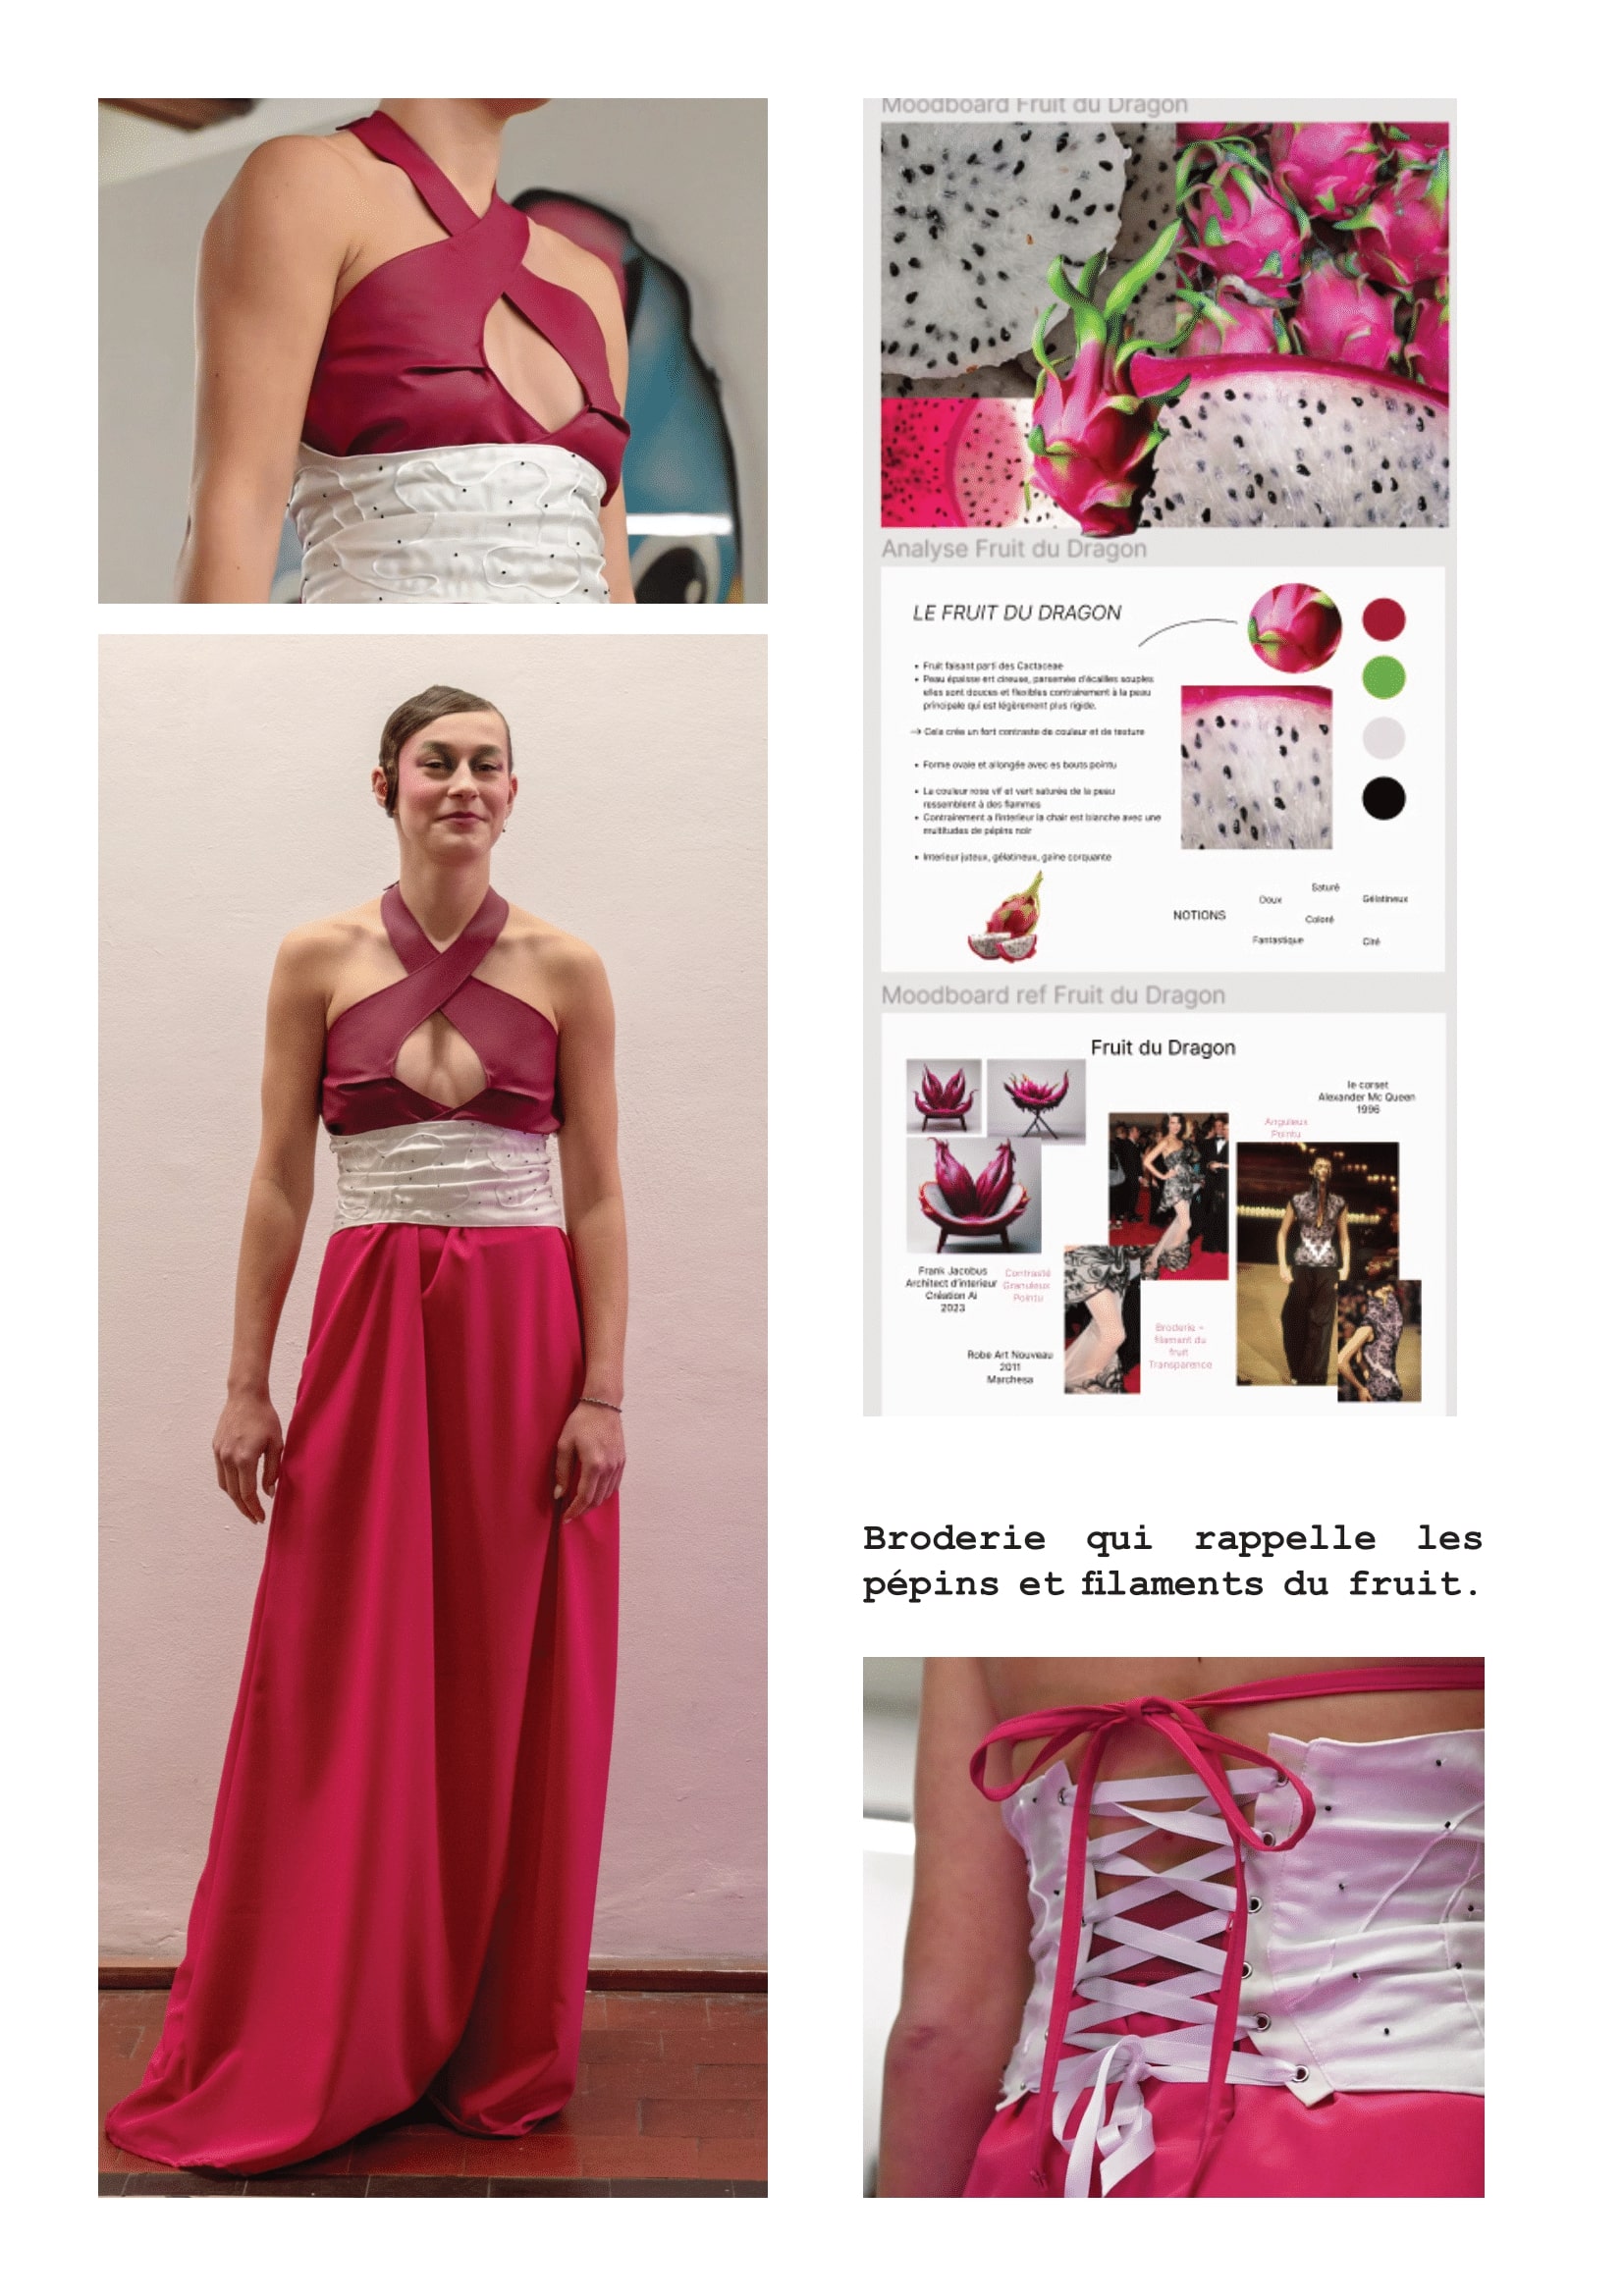 Moodboard Fruit du Dragon
Analyse Fruit du Dragon
LE FRUIT DU DRAGON
• Fruit faisant parti des Cactaceae
• Peau épaisse ert cireuse, parsemée d'écailles souples
elles sont douces et flexibles contrairement à la peau
principale qui est légèrement plus rigide.
→ Cela crée un fort contraste de couleur et de texture
• Forme ovale et allongée avec es bouts pointu
• La couleur rose vif et vert saturée de la peau
ressemblent à des flammes
• Contrairement a l'interieur la chair est blanche avec une
multitudes de pépins noir
• Interieur juteux, gélatineux, gaine corquante
NOTIONS
Doux
Saturé
Gélatineux
Coloré
Fantastique
Ciré
Moodboard ref Fruit du Dragon
Fruit du Dragon
le corset
Alexander Mc Queen
1996
Anguleux
Pointu
Frank Jacobus
Architect d'interieur
Création Ai
2023
Contrasté
Granuleux
Pointu
Broderie =
filament du
fruit
Transparence
Robe Art Nouveau
2011
Marchesa
Broderie qui rappelle les
pépins et filaments du fruit.